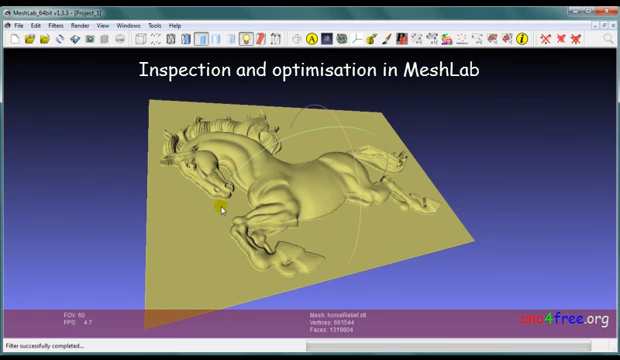 MeshLab_64bit v1.3.3 - [Project_1]
File Edit Filters Render View Windows Tools Help
Inspection and optimisation in MeshLab
FOV: 60
FPS: 4.7
Mesh: horseRelief.stl
Vertices: 661544
Faces: 1319804
cnc4free.org
Filter successfully completed...